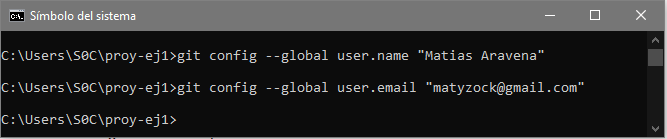 Símbolo del sistema
C:\Users\S0C\proy-ej1>git config --global user.name "Matias Aravena"
C:\Users\S0C\proy-ej1>git config --global user.email "matyzock@gmail.com"
C:\Users\S0C\proy-ej1>